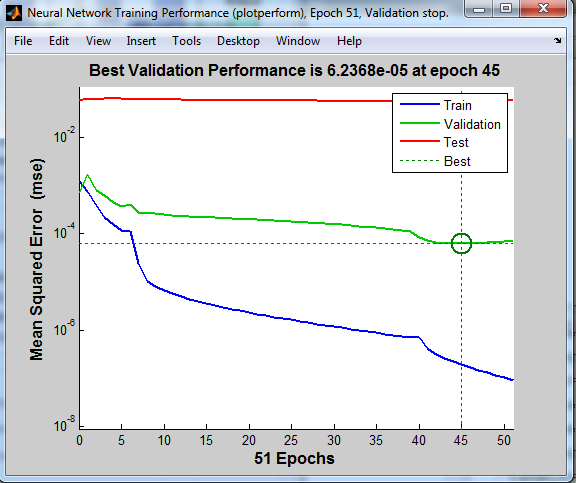 Neural Network Training Performance (plotperform), Epoch 51, Validation stop.
File Edit View Insert Tools Desktop Window Help
Best Validation Performance is 6.2368e-05 at epoch 45
Train
Validation
Test
Best
Mean Squared Error (mse)
10^-2
10^-4
10^-6
10^-8
0 5 10 15 20 25 30 35 40 45 50
51 Epochs